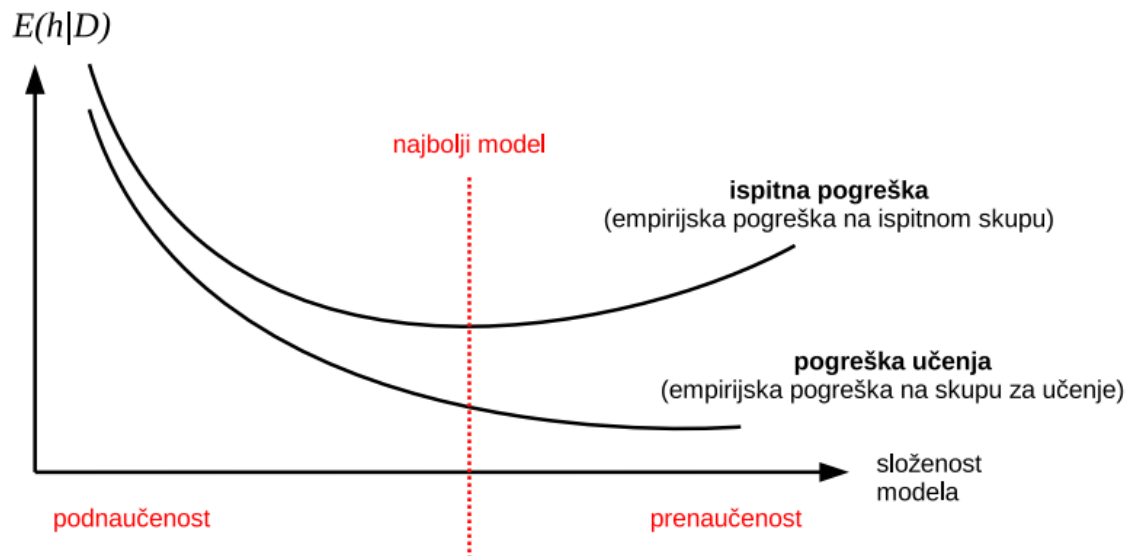 E(h|D)
najbolji model
ispitna pogreška
(empirijska pogreška na ispitnom skupu)
pogreška učenja
(empirijska pogreška na skupu za učenje)
složenost
modela
podnaučenost
prenaučenost